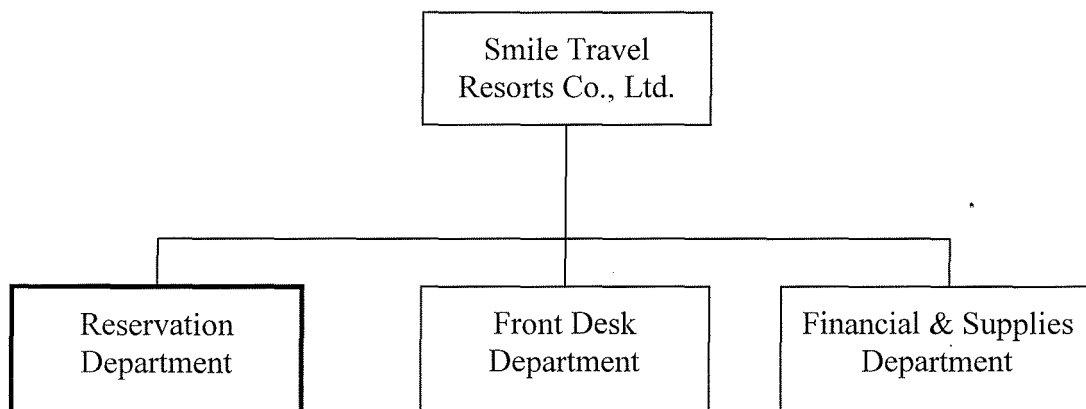 Smile Travel
Resorts Co., Ltd.
Reservation
Department
Front Desk
Department
Financial & Supplies
Department